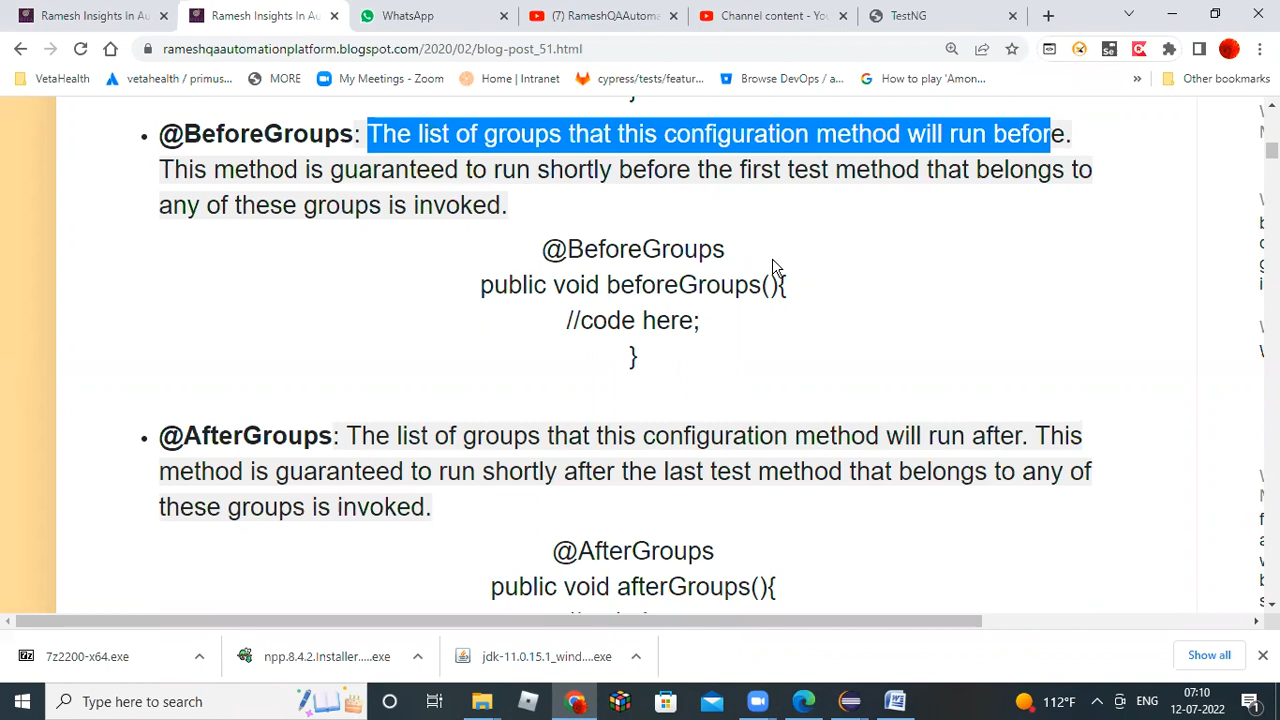 Ramesh Insights In Au
Ramesh Insights In Au
WhatsApp
(7) RameshQAAutoma
Channel content - Yo
TestNG
rameshqaautomationplatform.blogspot.com/2020/02/blog-post_51.html
VetaHealth
vetahealth / primus...
MORE
My Meetings - Zoom
Home | Intranet
cypress/tests/featur...
Browse DevOps / a...
How to play 'Amon...
»
Other bookmarks
• @BeforeGroups: The list of groups that this configuration method will run before.
This method is guaranteed to run shortly before the first test method that belongs to
any of these groups is invoked.
@BeforeGroups
public void beforeGroups(){
//code here;
}
• @AfterGroups: The list of groups that this configuration method will run after. This
method is guaranteed to run shortly after the last test method that belongs to any of
these groups is invoked.
@AfterGroups
public void afterGroups(){
7z2200-x64.exe
npp.8.4.2.Installer.....exe
jdk-11.0.15.1_wind....exe
Show all
Type here to search
112°F
ENG
07:10
12-07-2022